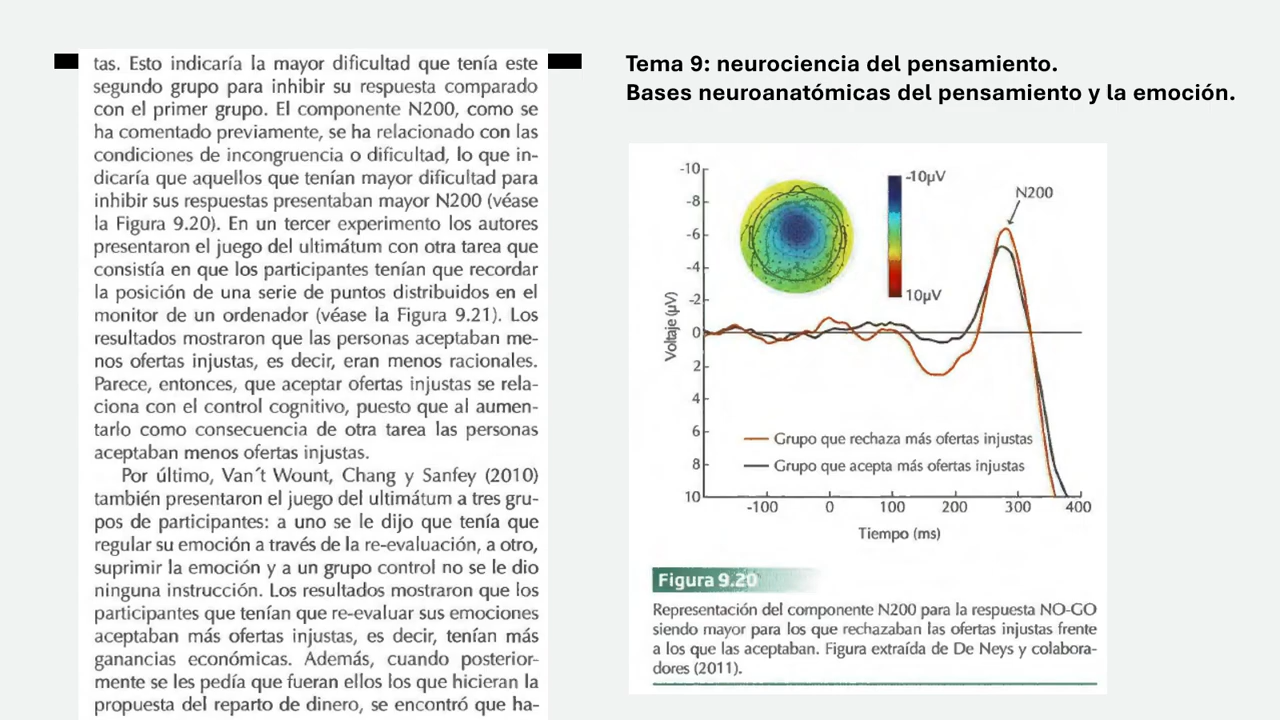 tas. Esto indicaría la mayor dificultad que tenía este
segundo grupo para inhibir su respuesta comparado
con el primer grupo. El componente N200, como se
ha comentado previamente, se ha relacionado con las
condiciones de incongruencia o dificultad, lo que in-
dicaría que aquellos que tenían mayor dificultad para
inhibir sus respuestas presentaban mayor N200 (véase
la Figura 9.20). En un tercer experimento los autores
presentaron el juego del ultimátum con otra tarea que
consistía en que los participantes tenían que recordar
la posición de una serie de puntos distribuidos en el
monitor de un ordenador (véase la Figura 9.21). Los
resultados mostraron que las personas aceptaban me-
nos ofertas injustas, es decir, eran menos racionales.
Parece, entonces, que aceptar ofertas injustas se rela-
ciona con el control cognitivo, puesto que al aumen-
tarlo como consecuencia de otra tarea las personas
aceptaban menos ofertas injustas.
Por último, Van´t Wount, Chang y Sanfey (2010)
también presentaron el juego del ultimátum a tres gru-
pos de participantes: a uno se le dijo que tenía que
regular su emoción a través de la re-evaluación, a otro,
suprimir la emoción y a un grupo control no se le dio
ninguna instrucción. Los resultados mostraron que los
participantes que tenían que re-evaluar sus emociones
aceptaban más ofertas injustas, es decir, tenían más
ganancias económicas. Además, cuando posterior-
mente se les pedía que fueran ellos los que hicieran la
propuesta del reparto de dinero, se encontró que ha-
Tema 9: neurociencia del pensamiento.
Bases neuroanatómicas del pensamiento y la emoción.
-10
-8
-6
-4
-2
0
2
4
6
8
10
Voltaje (µV)
-10µV
10µV
N200
Grupo que rechaza más ofertas injustas
Grupo que acepta más ofertas injustas
-100 0 100 200 300 400
Tiempo (ms)
Figura 9.20
Representación del componente N200 para la respuesta NO-GO
siendo mayor para los que rechazaban las ofertas injustas frente
a los que las aceptaban. Figura extraída de De Neys y colabora-
dores (2011).